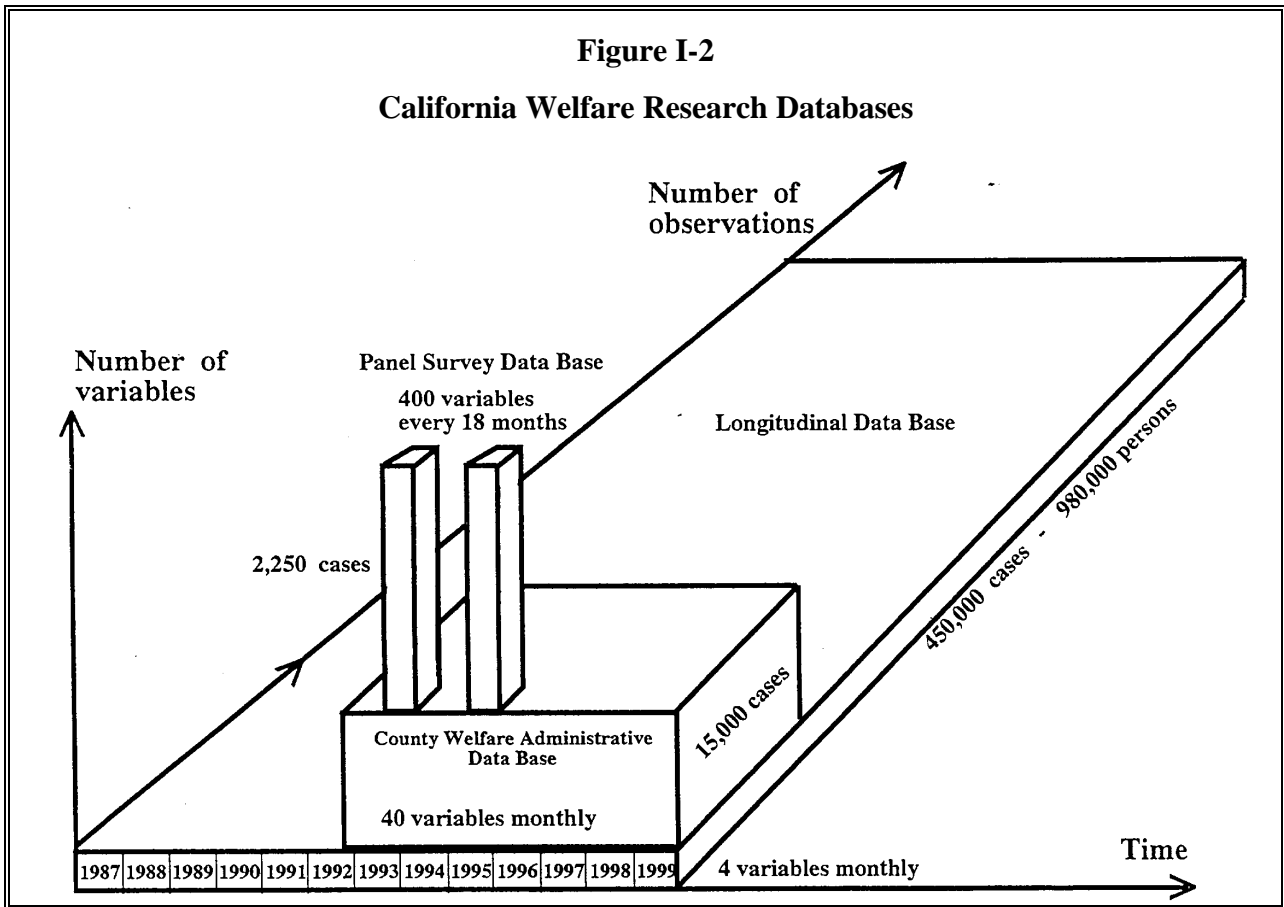 Figure I-2
California Welfare Research Databases
Number of
observations
Number of
variables
Panel Survey Data Base
400 variables
every 18 months
Longitudinal Data Base
2,250 cases
450,000 cases - 980,000 persons
15,000 cases
County Welfare Administrative
Data Base
40 variables monthly
Time
1987 1988 1989 1990 1991 1992 1993 1994 1995 1996 1997 1998 1999
4 variables monthly